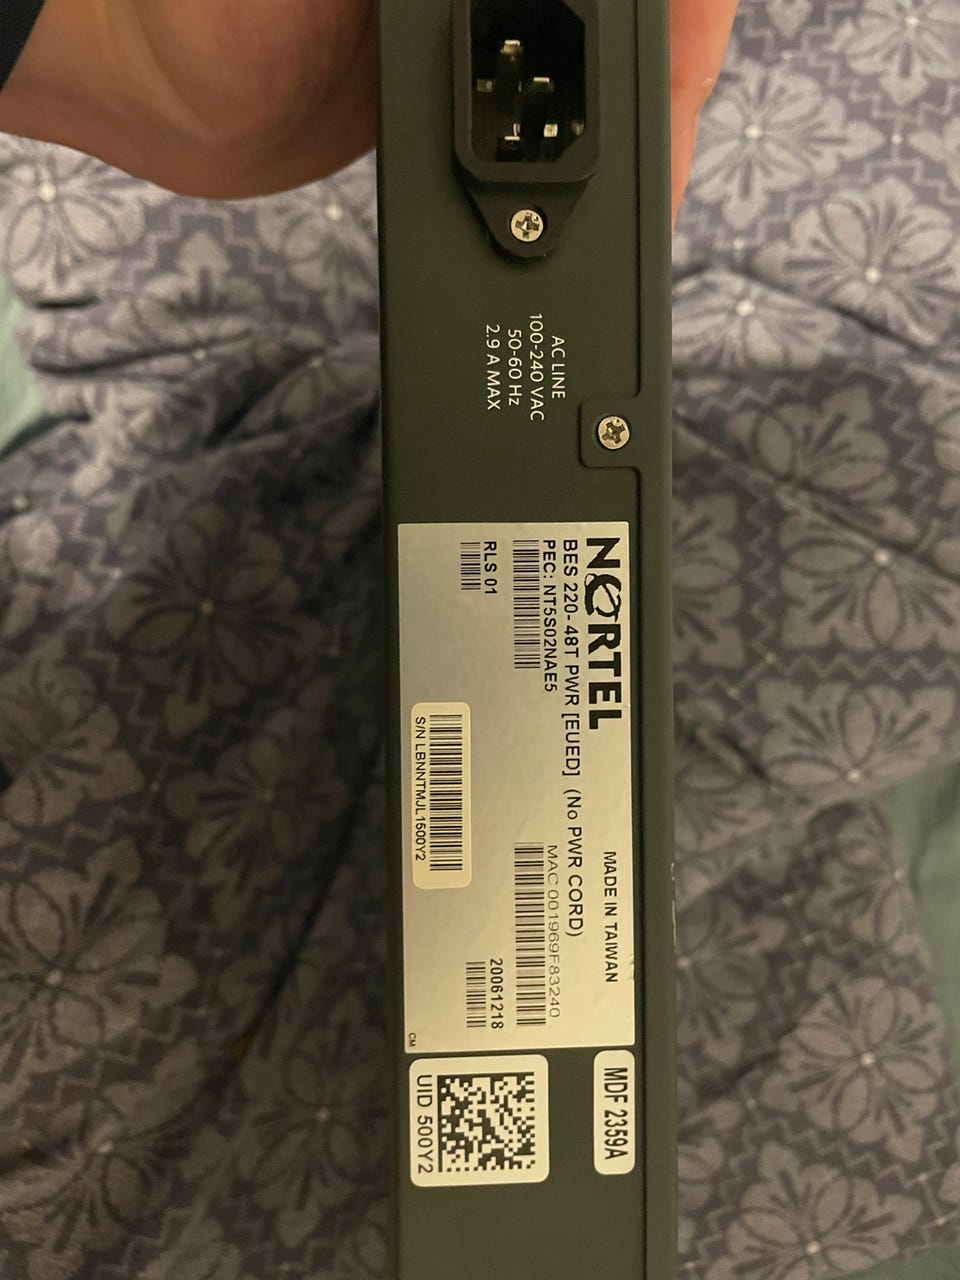 AC LINE
100-240 VAC
50-60 Hz
2.9 A MAX
NORTEL
MADE IN TAIWAN
BES 220-48T PWR [EUED] (No PWR CORD)
PEC: NT5S02NAE5
MAC 001969F83240
RLS 01
20061218
S/N LBNNTMJL1500Y2
CM
MDF 2359A
UID 500Y2